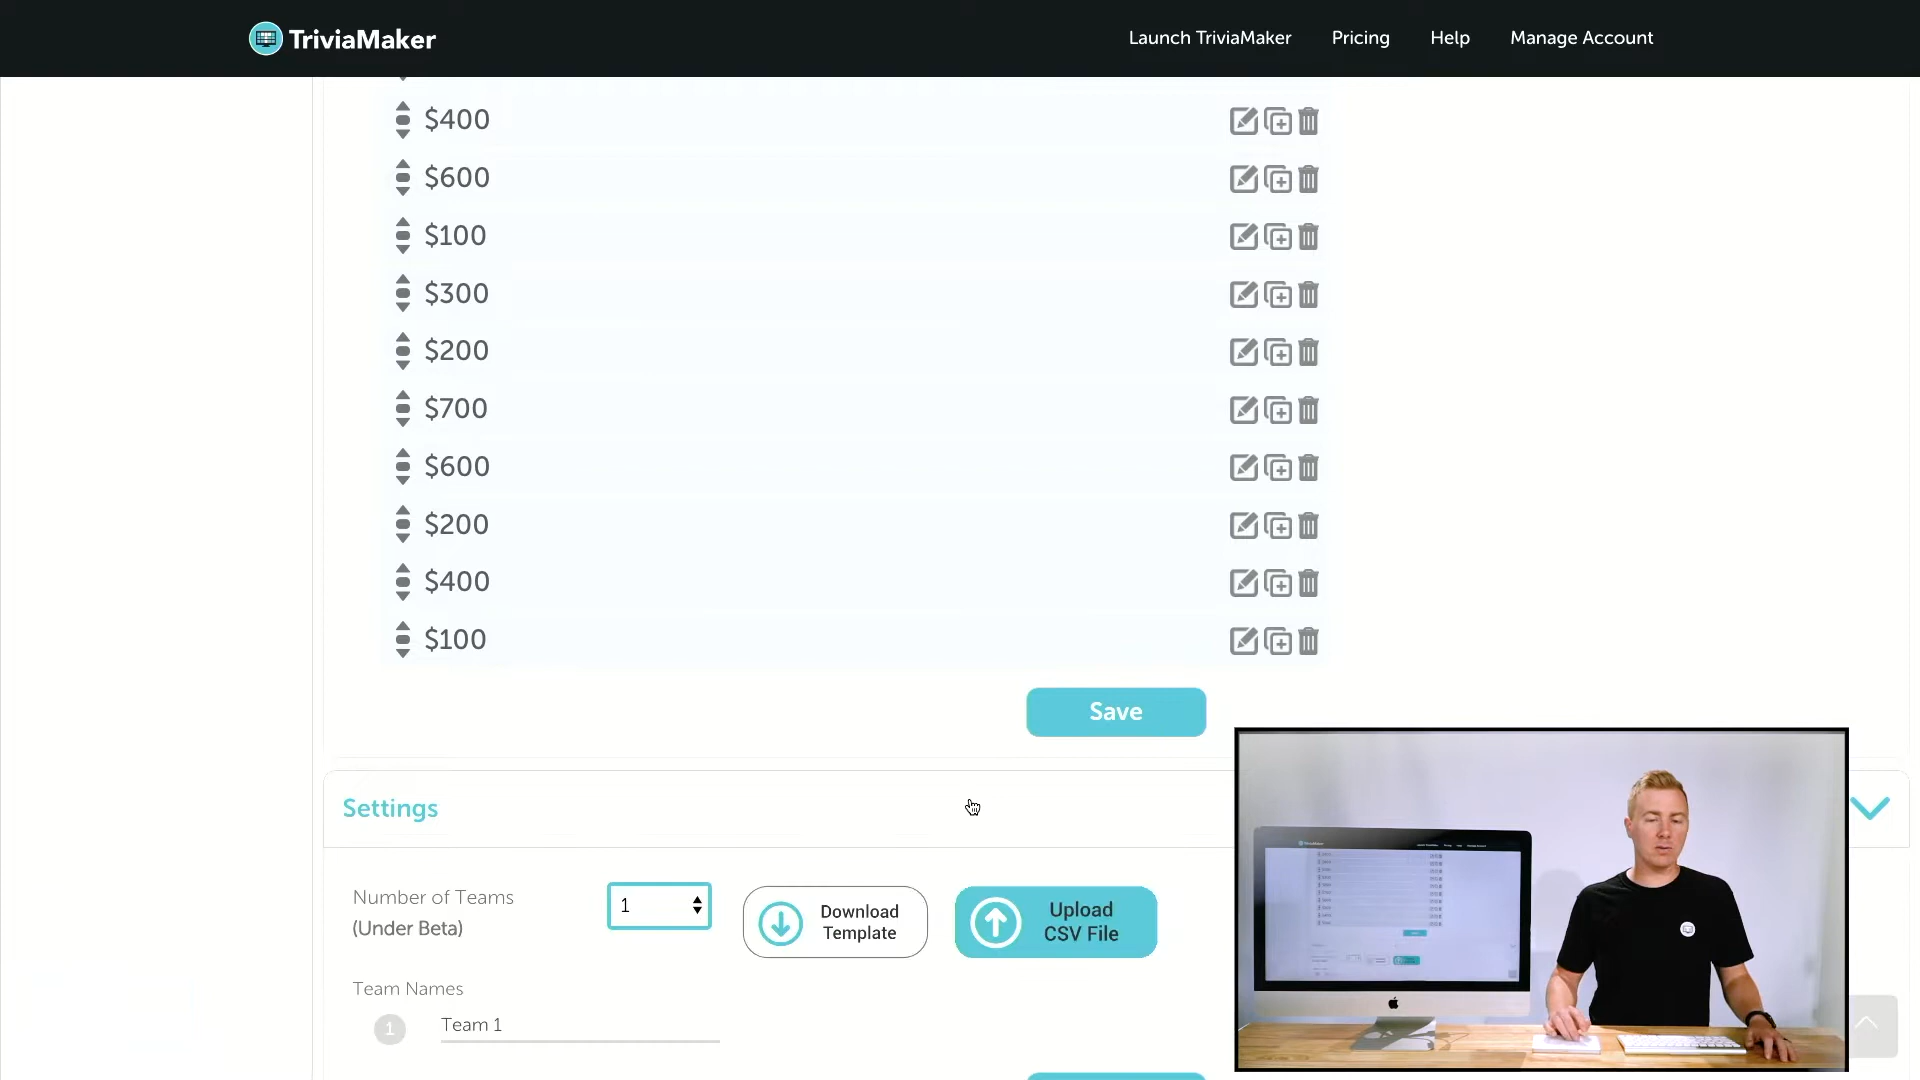 TriviaMaker
Launch TriviaMaker
Pricing
Help
Manage Account
$400
$600
$100
$300
$200
$700
$600
$200
$400
$100
Save
Settings
Number of Teams
(Under Beta)
1
Download
Template
Upload
CSV File
Team Names
1
Team 1